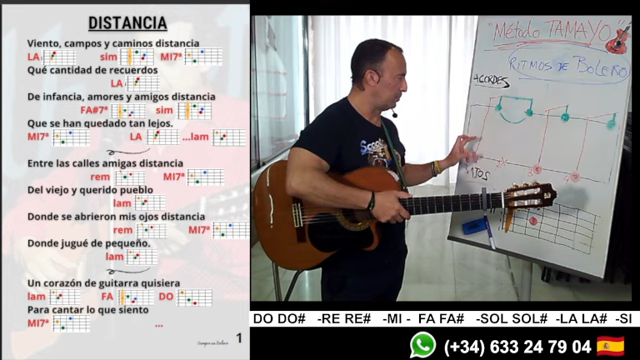 DISTANCIA
Viento, campos y caminos distancia
LA sim MI7ª
Qué cantidad de recuerdos
LA
De infancia, amores y amigos distancia
FA#7ª sim
Que se han quedado tan lejos.
MI7ª LA ...lam
Entre las calles amigas distancia
rem MI7ª
Del viejo y querido pueblo
lam
Donde se abrieron mis ojos distancia
rem MI7ª
Donde jugué de pequeño.
lam
Un corazón de guitarra quisiera
lam FA DO
Para cantar lo que siento
MI7ª ...
1
"Método TAMAYO"
RITMOS DE BOLERO
ACORDES
DO DO# -RE RE# -MI - FA FA# -SOL SOL# -LA LA# -SI
(+34) 633 24 79 04